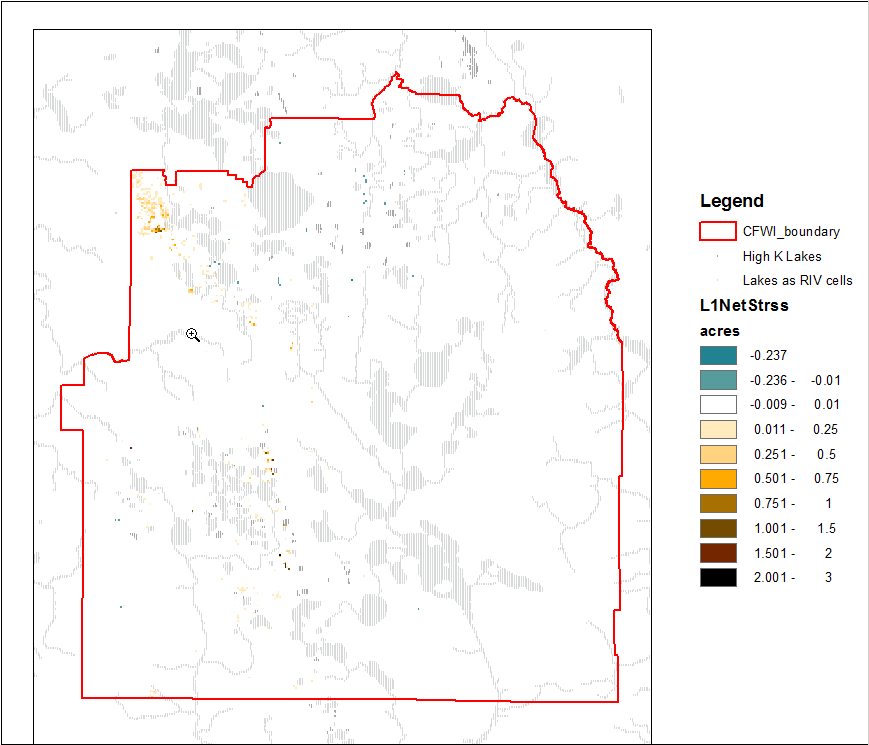 Legend
CFWI_boundary
High K Lakes
Lakes as RIV cells
L1NetStrss
acres
-0.237
-0.236 - -0.01
-0.009 - 0.01
0.011 - 0.25
0.251 - 0.5
0.501 - 0.75
0.751 - 1
1.001 - 1.5
1.501 - 2
2.001 - 3